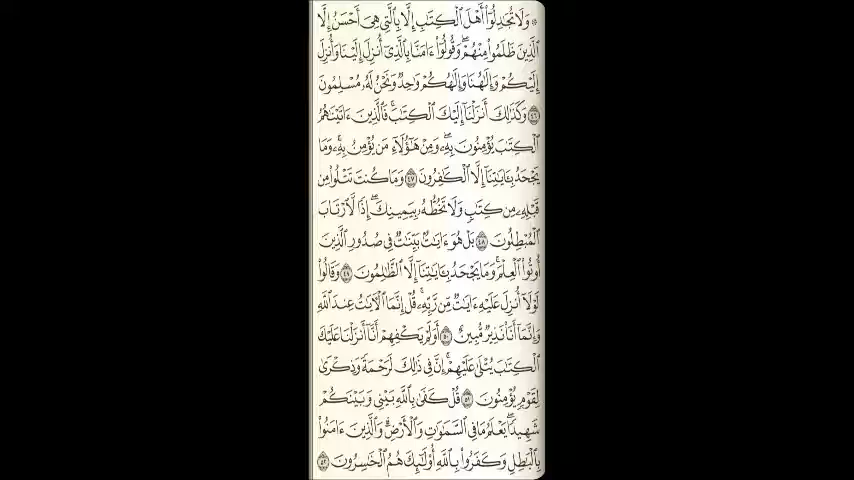 ۞ وَلَا تُجَٰدِلُوٓا۟ أَهْلَ ٱلْكِتَٰبِ إِلَّا بِٱلَّتِى هِىَ أَحْسَنُ إِلَّا
ٱلَّذِينَ ظَلَمُوا۟ مِنْهُمْ ۖ وَقُولُوٓا۟ ءَامَنَّا بِٱلَّذِىٓ أُنزِلَ إِلَيْنَا وَأُنزِلَ
إِلَيْكُمْ وَإِلَٰهُنَا وَإِلَٰهُكُمْ وَٰحِدٌ وَنَحْنُ لَهُۥ مُسْلِمُونَ
٤٦ وَكَذَٰلِكَ أَنزَلْنَآ إِلَيْكَ ٱلْكِتَٰبَ ۚ فَٱلَّذِينَ ءَاتَيْنَٰهُمُ
ٱلْكِتَٰبَ يُؤْمِنُونَ بِهِۦ ۖ وَمِنْ هَٰٓؤُلَآءِ مَن يُؤْمِنُ بِهِۦ ۚ وَمَا
يَجْحَدُ بِـَٔايَٰتِنَآ إِلَّا ٱلْكَٰفِرُونَ ٤٧ وَمَا كُنتَ تَتْلُوا۟ مِن
قَبْلِهِۦ مِن كِتَٰبٍ وَلَا تَخُطُّهُۥ بِيَمِينِكَ ۖ إِذًا لَّٱرْتَابَ
ٱلْمُبْطِلُونَ ٤٨ بَلْ هُوَ ءَايَٰتٌۢ بَيِّنَٰتٌ فِى صُدُورِ ٱلَّذِينَ
أُوتُوا۟ ٱلْعِلْمَ ۚ وَمَا يَجْحَدُ بِـَٔايَٰتِنَآ إِلَّا ٱلظَّٰلِمُونَ ٤٩ وَقَالُوا۟
لَوْلَآ أُنزِلَ عَلَيْهِ ءَايَٰتٌ مِّن رَّبِّهِۦ ۖ قُلْ إِنَّمَا ٱلْءَايَٰتُ عِندَ ٱللَّهِ
وَإِنَّمَآ أَنَا۠ نَذِيرٌ مُّبِينٌ ٥٠ أَوَلَمْ يَكْفِهِمْ أَنَّآ أَنزَلْنَا عَلَيْكَ
ٱلْكِتَٰبَ يُتْلَىٰ عَلَيْهِمْ ۚ إِنَّ فِى ذَٰلِكَ لَرَحْمَةً وَذِكْرَىٰ
لِقَوْمٍ يُؤْمِنُونَ ٥١ قُلْ كَفَىٰ بِٱللَّهِ بَيْنِى وَبَيْنَكُمْ
شَهِيدًا ۖ يَعْلَمُ مَا فِى ٱلسَّمَٰوَٰتِ وَٱلْأَرْضِ ۗ وَٱلَّذِينَ ءَامَنُوا۟
بِٱلْبَٰطِلِ وَكَفَرُوا۟ بِٱللَّهِ أُو۟لَٰٓئِكَ هُمُ ٱلْخَٰسِرُونَ ٥٢